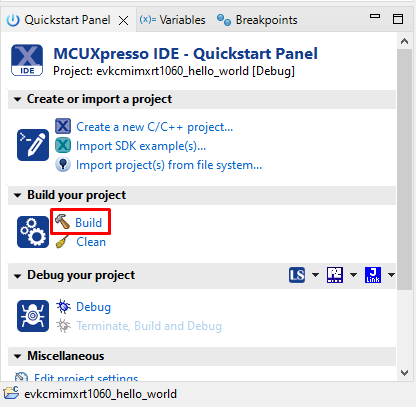 Quickstart Panel
(x)= Variables
Breakpoints
IDE
MCUXpresso IDE - Quickstart Panel
Project: evkcmimxrt1060_hello_world [Debug]
Create or import a project
Create a new C/C++ project...
Import SDK example(s)...
Import project(s) from file system...
Build your project
Build
Clean
Debug your project
LS
Link
Debug
Terminate, Build and Debug
Miscellaneous
Edit project settings
evkcmimxrt1060_hello_world